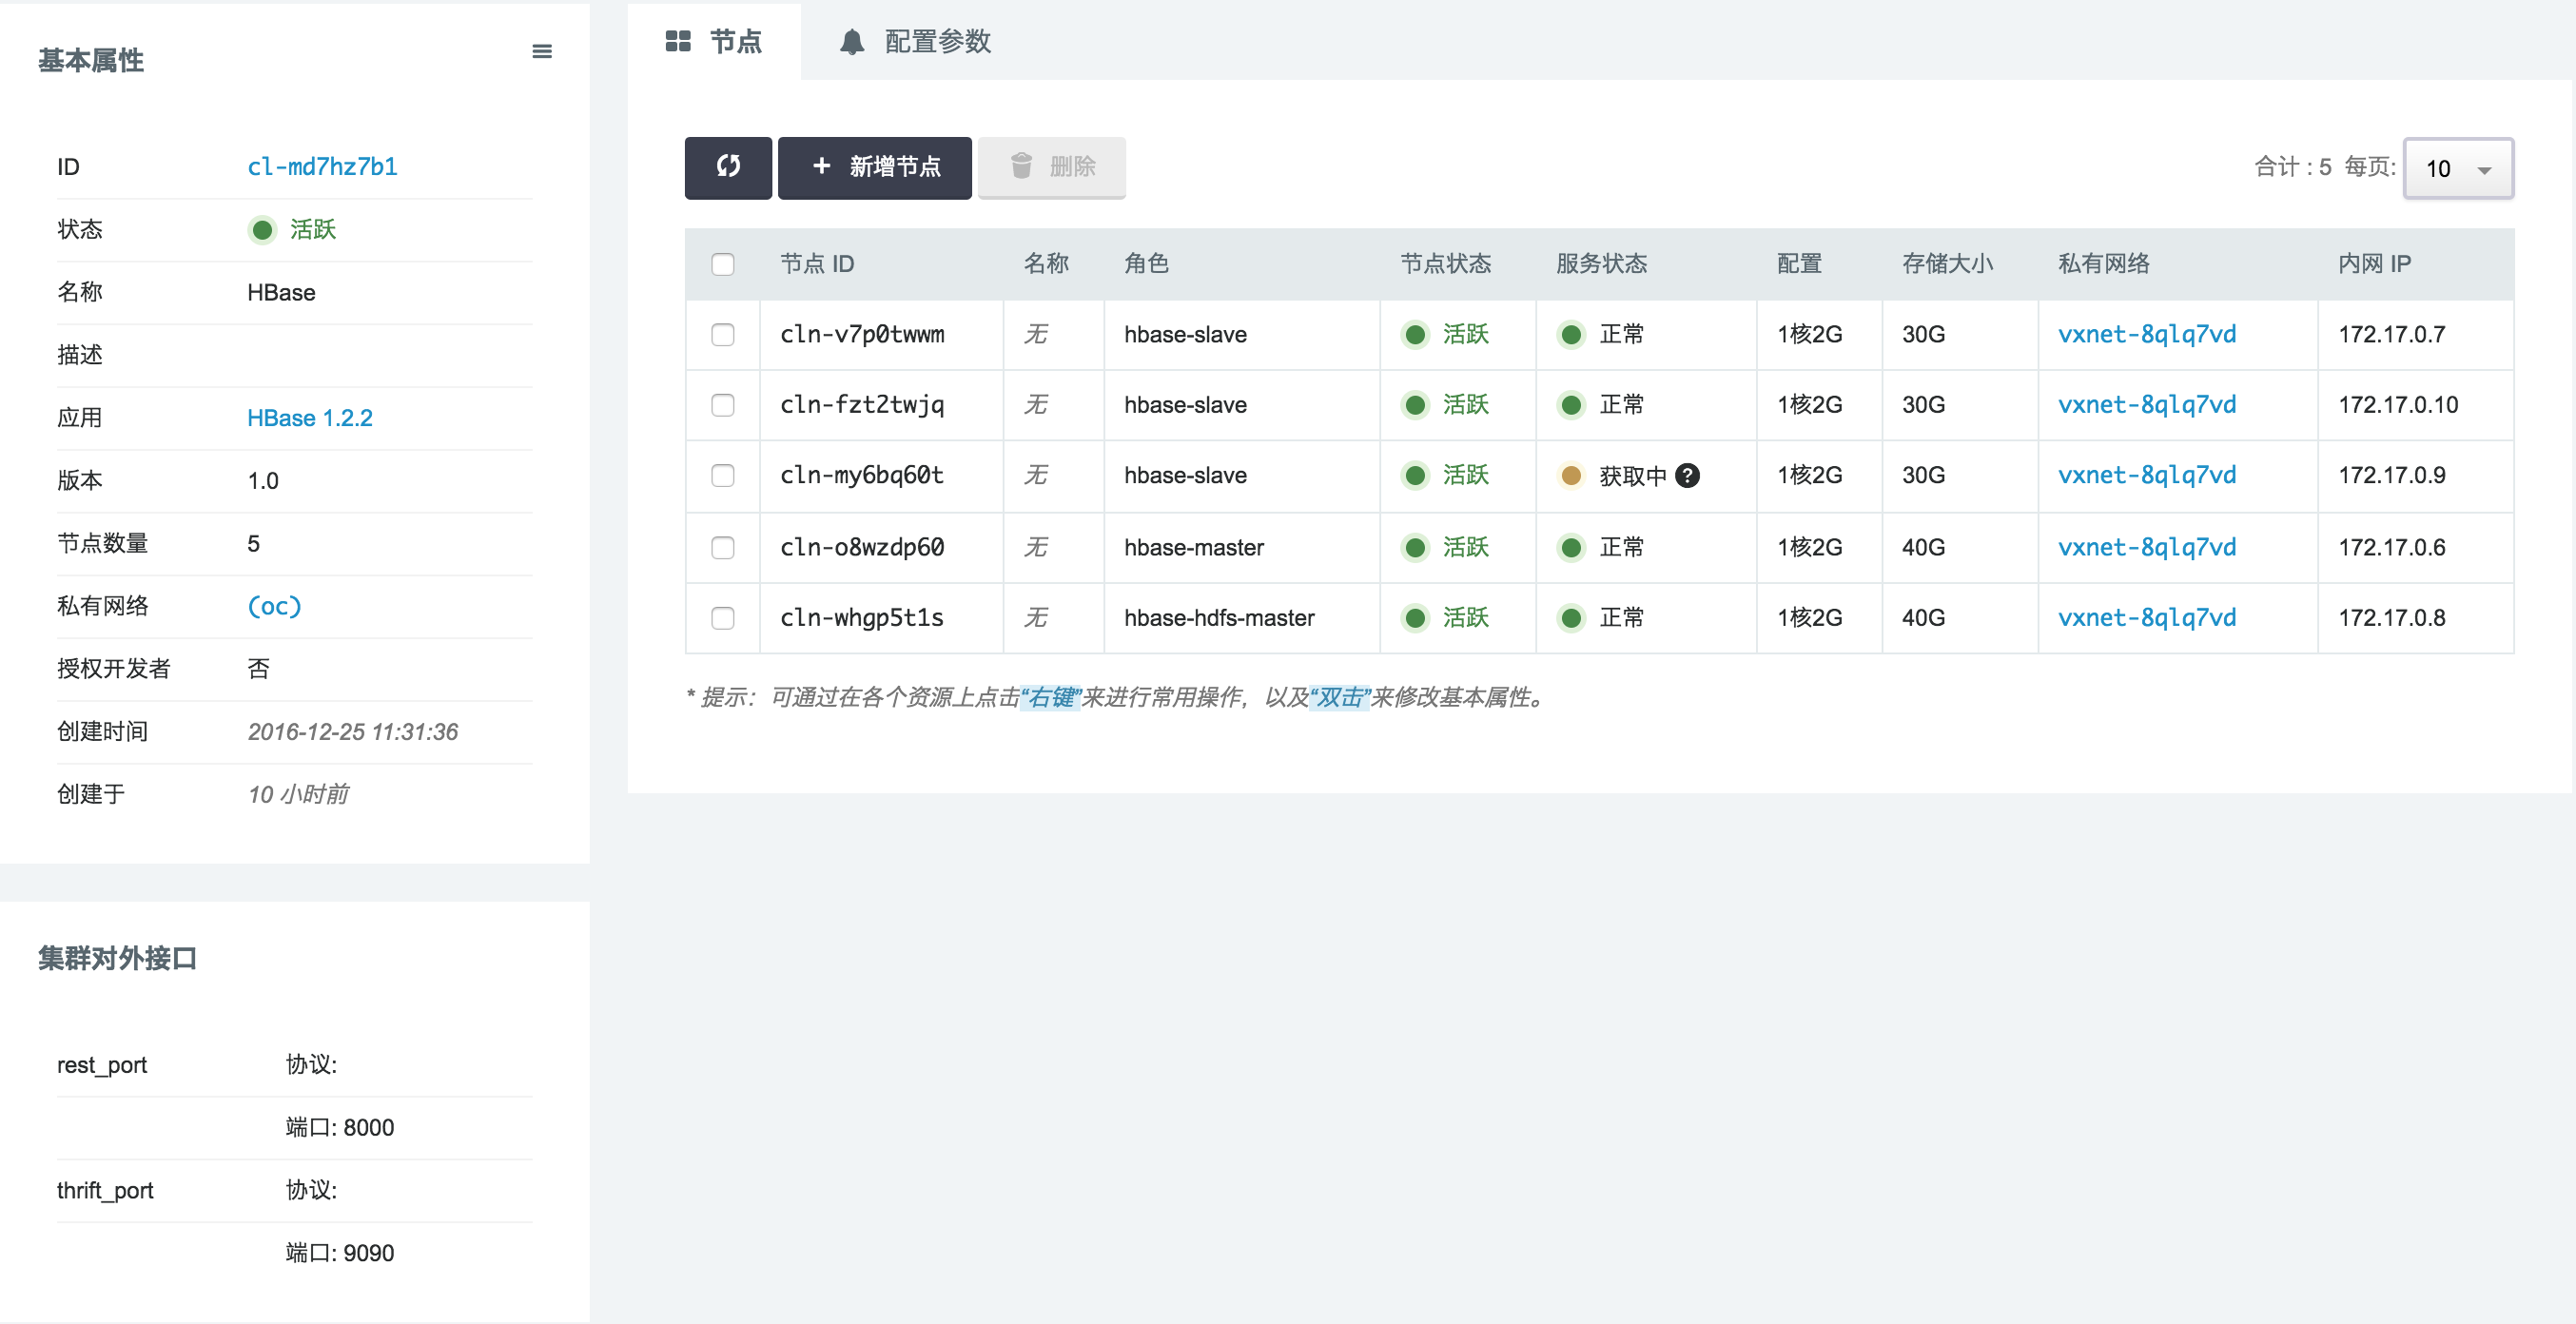 基本属性
ID cl-md7hz7b1
状态 活跃
名称 HBase
描述
应用 HBase 1.2.2
版本 1.0
节点数量 5
私有网络 (oc)
授权开发者 否
创建时间 2016-12-25 11:31:36
创建于 10 小时前
集群对外接口
rest_port 协议:
端口: 8000
thrift_port 协议:
端口: 9090
节点 配置参数
新增节点 删除 合计 : 5 每页: 10
节点 ID 名称 角色 节点状态 服务状态 配置 存储大小 私有网络 内网 IP
cln-v7p0twwm 无 hbase-slave 活跃 正常 1核2G 30G vxnet-8qlq7vd 172.17.0.7
cln-fzt2twjq 无 hbase-slave 活跃 正常 1核2G 30G vxnet-8qlq7vd 172.17.0.10
cln-my6bq60t 无 hbase-slave 活跃 获取中 ? 1核2G 30G vxnet-8qlq7vd 172.17.0.9
cln-o8wzdp60 无 hbase-master 活跃 正常 1核2G 40G vxnet-8qlq7vd 172.17.0.6
cln-whgp5t1s 无 hbase-hdfs-master 活跃 正常 1核2G 40G vxnet-8qlq7vd 172.17.0.8
* 提示：可通过在各个资源上点击“右键”来进行常用操作，以及“双击”来修改基本属性。